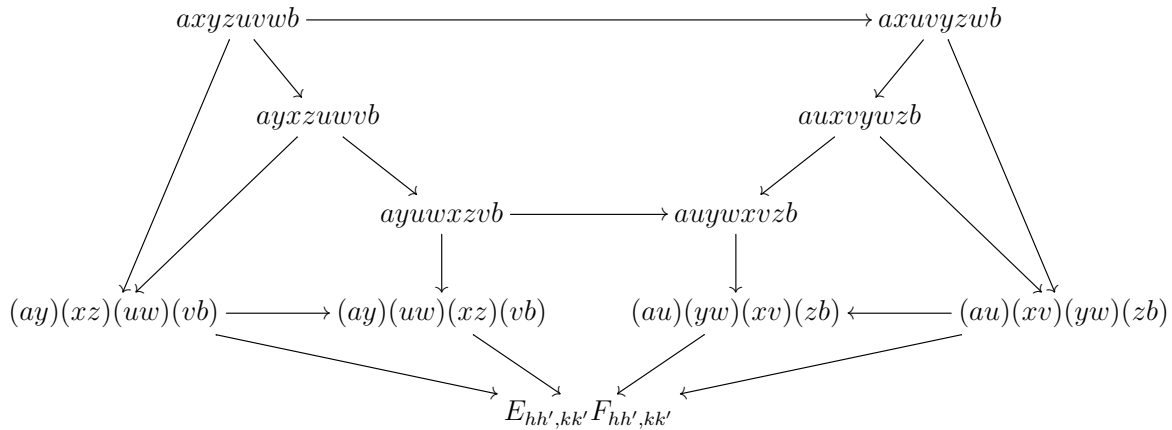 axyzuvwb axuvyzwb
ayxzuwvb auxvywzb
ayuwxzvb auywxvzb
(ay)(xz)(uw)(vb) (ay)(uw)(xz)(vb) (au)(yw)(xv)(zb) (au)(xv)(yw)(zb)
E_{hh',kk'}F_{hh',kk'}